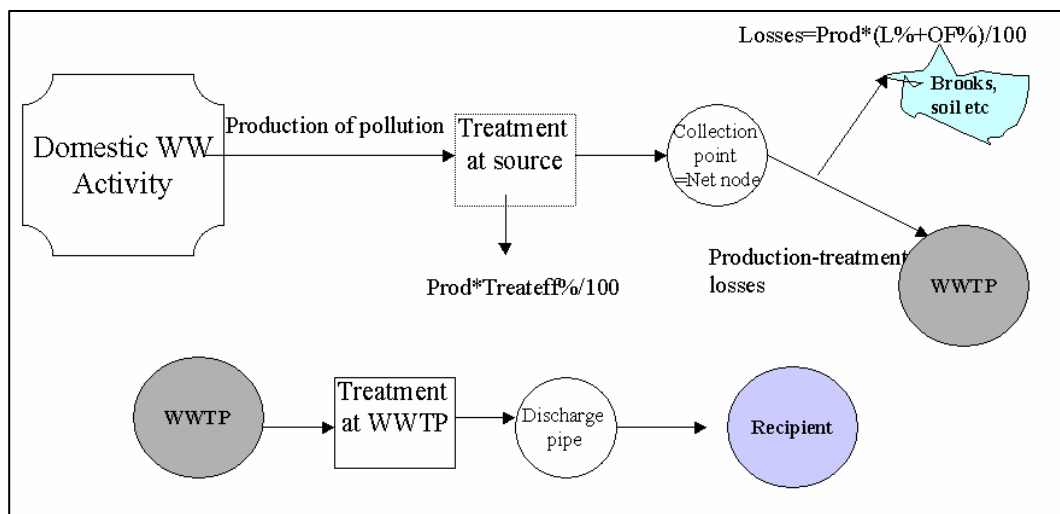 Losses=Prod*(L%+OF%)/100
Brooks,
soil etc
Domestic WW
Activity
Production of pollution
Treatment
at source
Collection
point
=Net node
Prod*Treateff%/100
Production-treatment
losses
WWTP
WWTP
Treatment
at WWTP
Discharge
pipe
Recipient